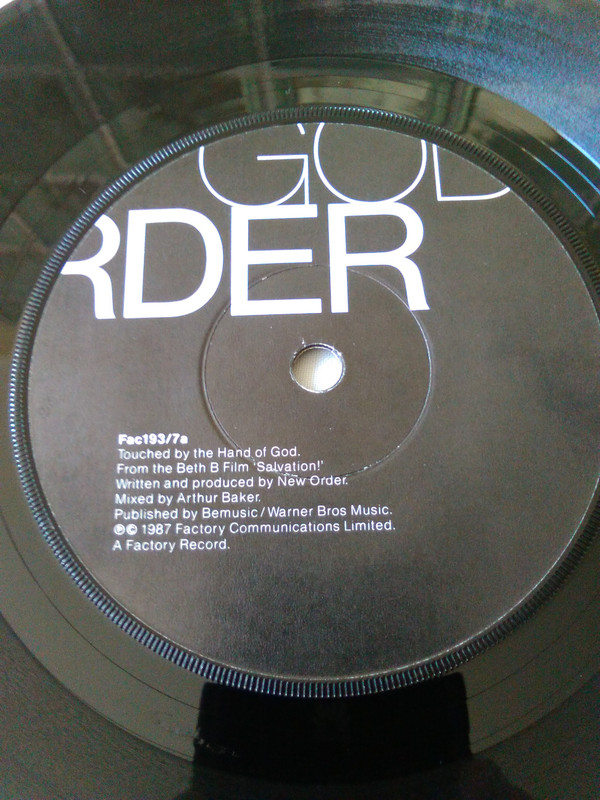 GOD
RDER
Fac193/7a
Touched by the Hand of God.
From the Beth B Film 'Salvation!'
Written and produced by New Order.
Mixed by Arthur Baker.
Published by Bemusic/Warner Bros Music.
℗© 1987 Factory Communications Limited.
A Factory Record.